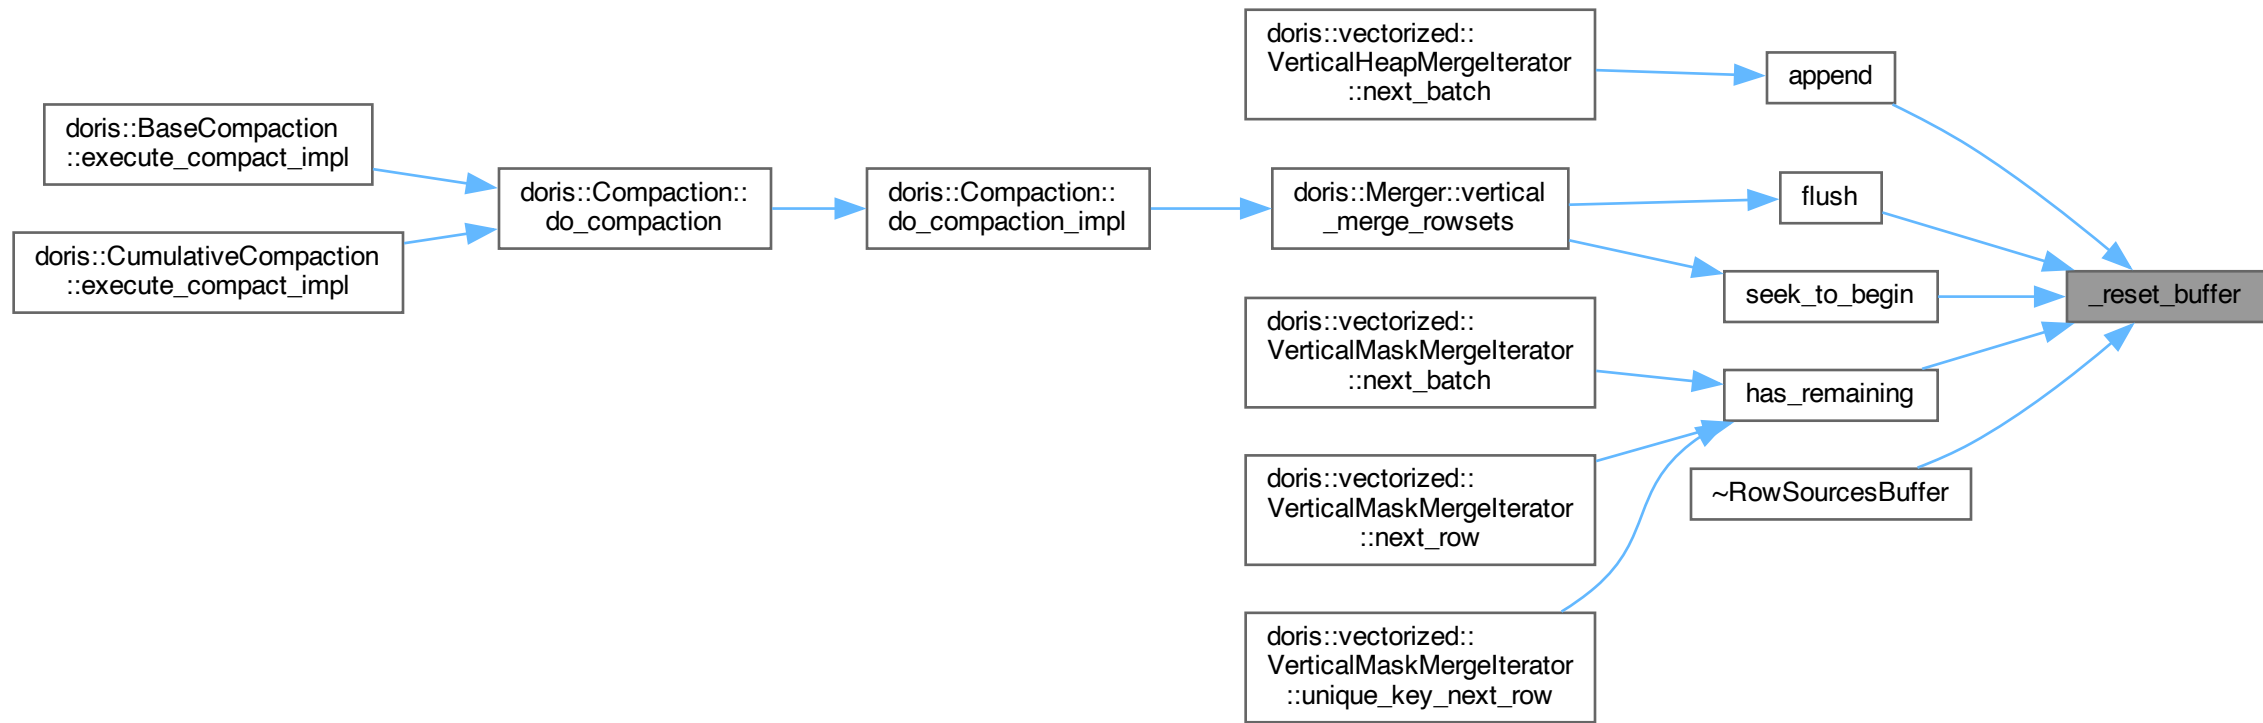 doris::BaseCompaction
::execute_compact_impl
doris::CumulativeCompaction
::execute_compact_impl
doris::Compaction::
do_compaction
doris::Compaction::
do_compaction_impl
doris::vectorized::
VerticalHeapMergeIterator
::next_batch
doris::Merger::vertical
_merge_rowsets
doris::vectorized::
VerticalMaskMergeIterator
::next_batch
doris::vectorized::
VerticalMaskMergeIterator
::next_row
doris::vectorized::
VerticalMaskMergeIterator
::unique_key_next_row
append
flush
seek_to_begin
has_remaining
~RowSourcesBuffer
_reset_buffer